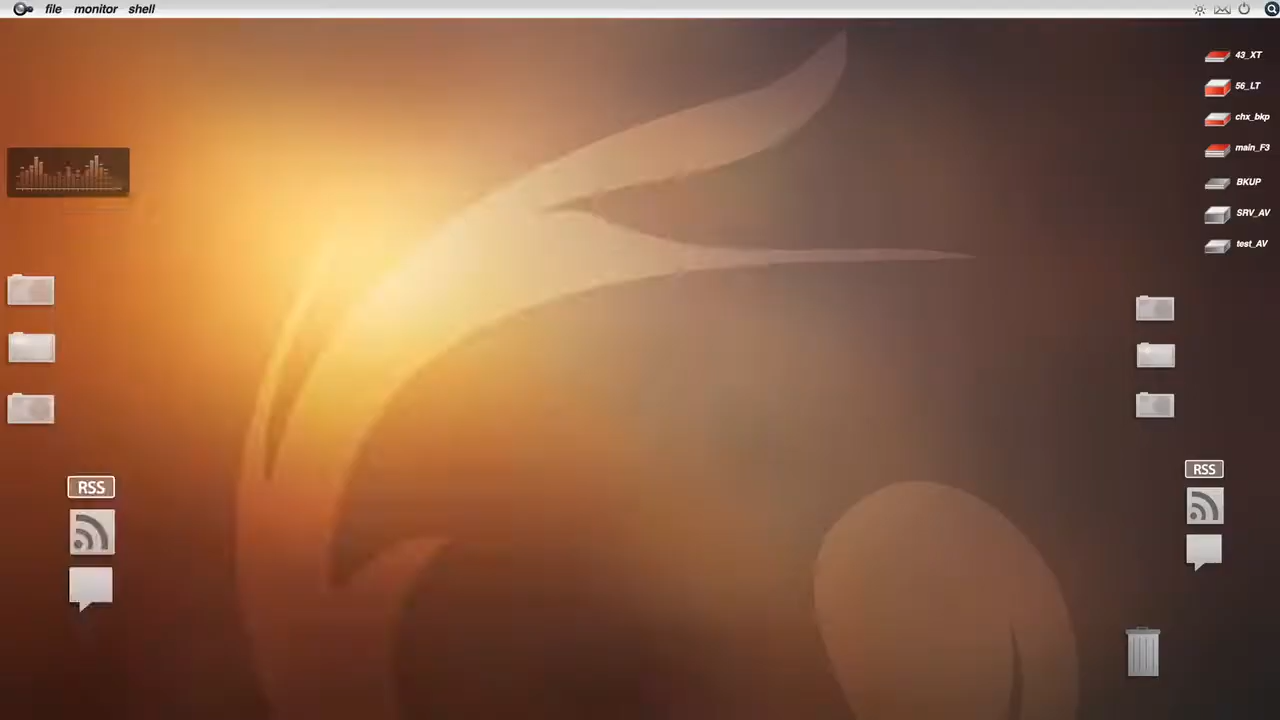 file monitor shell
43_XT
56_LT
chx_bkp
main_F3
BKUP
SRV_AV
test_AV
RSS
RSS